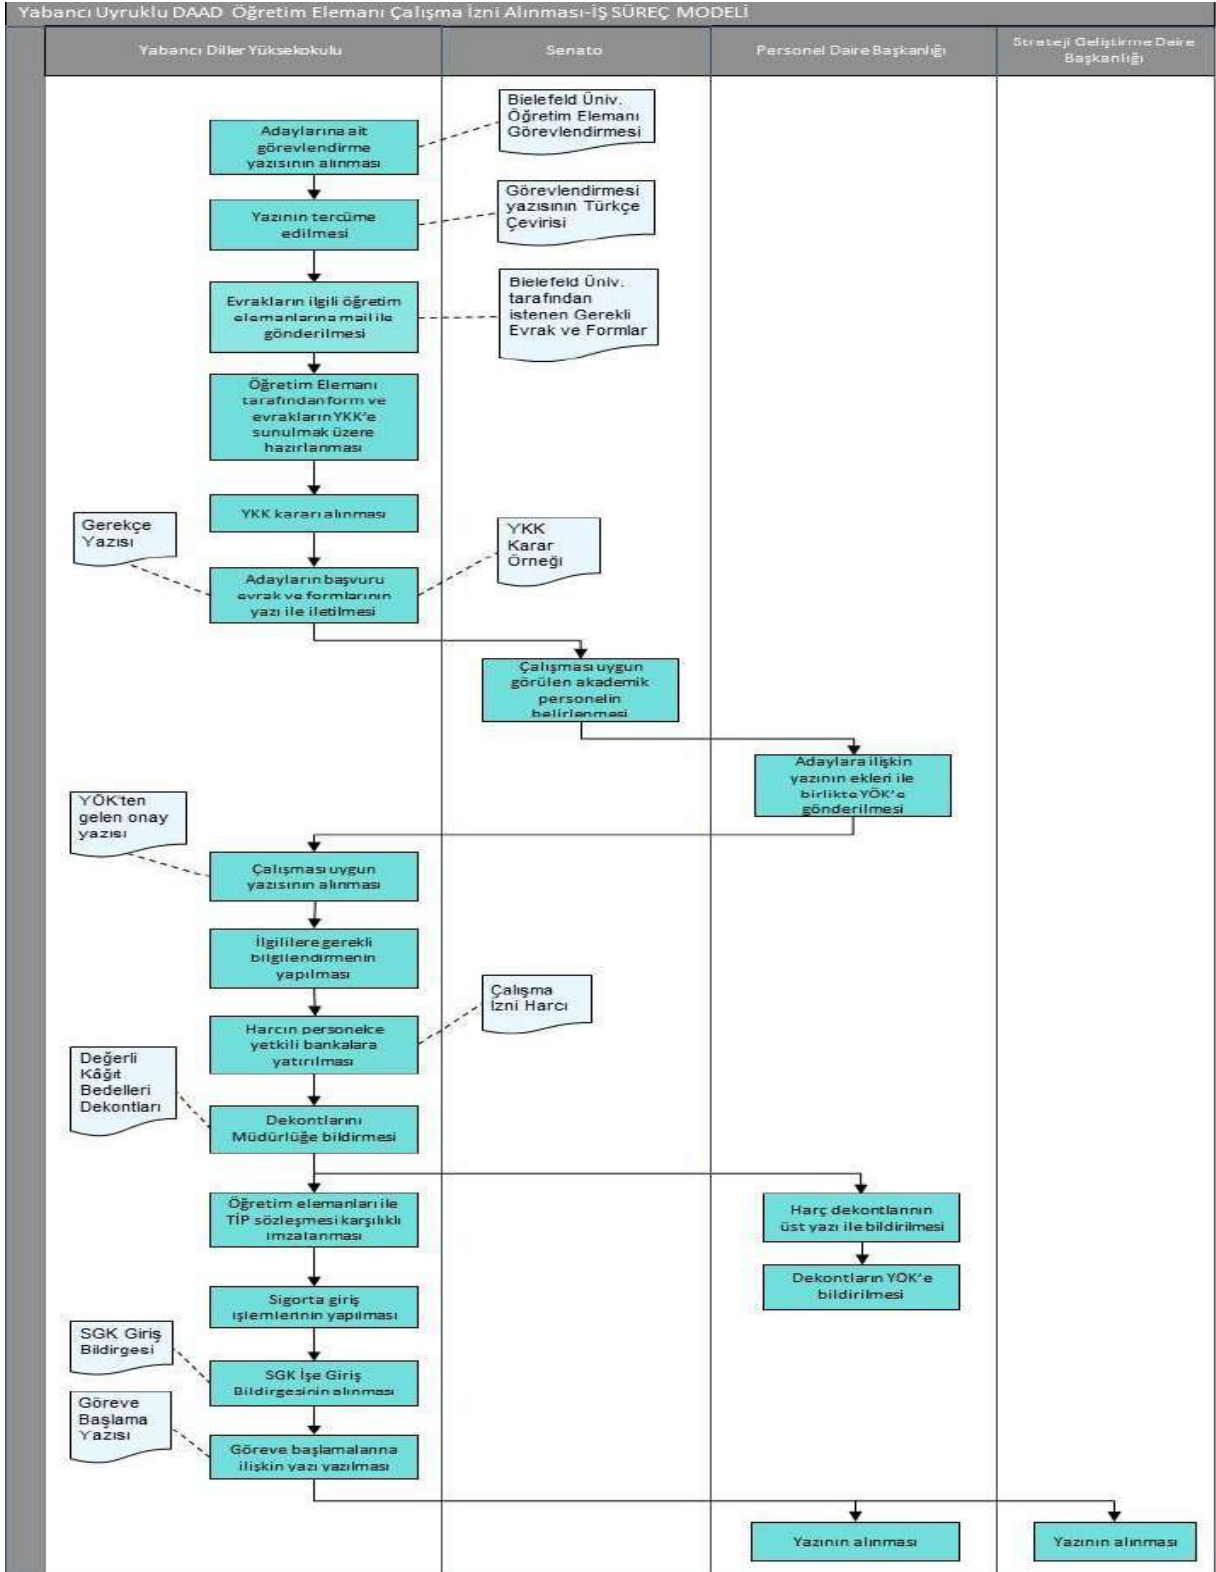 Yabancı Uyruklu DAAD Öğretim Elemanı Çalışma İzni Alınması-İŞ SÜREÇ MODELİ
Yabancı Diller Yüksekokulu
Senato
Personel Daire Başkanlığı
Strateji Geliştirme Daire
Başkanlığı
Bielefeld Üniv.
Öğretim Elemanı
Görevlendirmesi
Adaylarına ait
görevlendirme
yazısının alınması
Görevlendirmesi
yazısının Türkçe
Çevirisi
Yazının tercüme
edilmesi
Bielefeld Üniv.
tarafından
istenen Gerekli
Evrak ve Formlar
Evrakların ilgili öğretim
elemanlarına mail ile
gönderilmesi
Öğretim Elemanı
tarafından form ve
evrakların YKK'e
sunulmak üzere
hazırlanması
YKK kararı alınması
Gerekçe
Yazısı
YKK
Karar
Örneği
Adayların başvuru
evrak ve formlarının
yazı ile iletilmesi
Çalışması uygun
görülen akademik
personelin
belirlenmesi
Adaylara ilişkin
yazının ekleri ile
birlikte YÖK'e
gönderilmesi
YÖK'ten
gelen onay
yazısı
Çalışması uygun
yazısının alınması
İlgililere gerekli
bilgilendirmenin
yapılması
Çalışma
İzni Harcı
Harcın personelce
yetkili bankalara
yatırılması
Değerli
Kâğıt
Bedelleri
Dekontları
Dekontlarını
Müdürlüğe bildirmesi
Öğretim elemanları ile
TİP sözleşmesi karşılıklı
imzalanması
Harç dekontlarının
üst yazı ile bildirilmesi
Dekontların YÖK'e
bildirilmesi
Sigorta giriş
işlemlerinin yapılması
SGK Giriş
Bildirgesi
SGK İşe Giriş
Bildirgesinin alınması
Göreve
Başlama
Yazısı
Göreve başlamalarına
ilişkin yazı yazılması
Yazının alınması
Yazının alınması